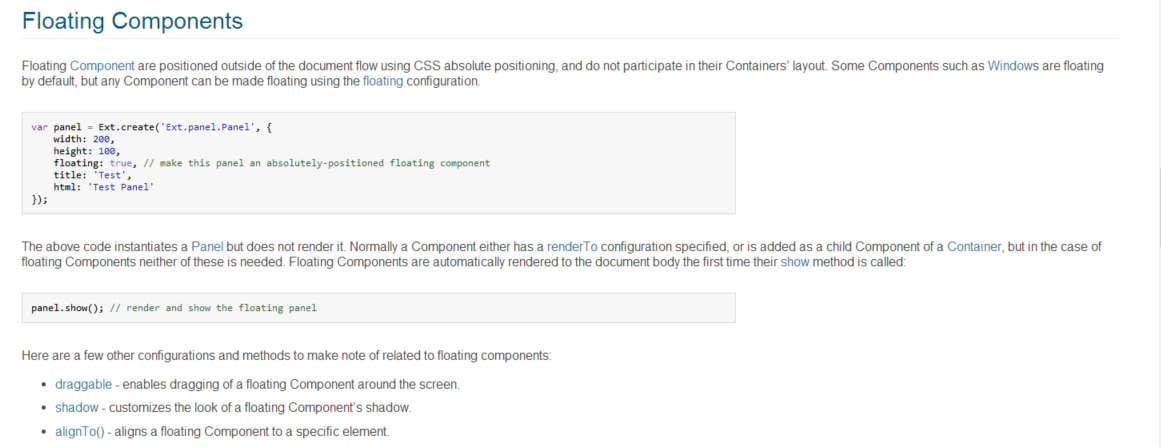 Floating Components
Floating Component are positioned outside of the document flow using CSS absolute positioning, and do not participate in their Containers' layout. Some Components such as Windows are floating
by default, but any Component can be made floating using the floating configuration.
var panel = Ext.create('Ext.panel.Panel', {
    width: 200,
    height: 100,
    floating: true, // make this panel an absolutely-positioned floating component
    title: 'Test',
    html: 'Test Panel'
});
The above code instantiates a Panel but does not render it. Normally a Component either has a renderTo configuration specified, or is added as a child Component of a Container, but in the case of
floating Components neither of these is needed. Floating Components are automatically rendered to the document body the first time their show method is called:
panel.show(); // render and show the floating panel
Here are a few other configurations and methods to make note of related to floating components:
• draggable - enables dragging of a floating Component around the screen.
• shadow - customizes the look of a floating Component's shadow.
• alignTo() - aligns a floating Component to a specific element.